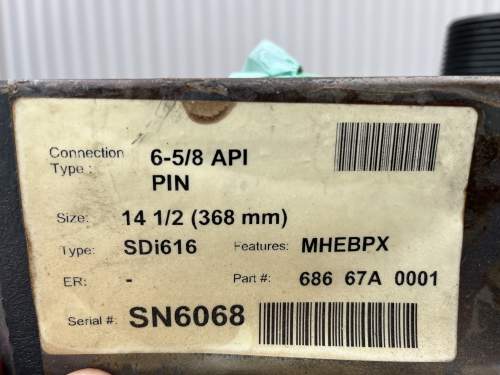 Connection Type : 6-5/8 API
PIN
Size: 14 1/2 (368 mm)
Type: SDi616 Features: MHEBPX
ER: - Part #: 686 67A 0001
Serial #: SN6068